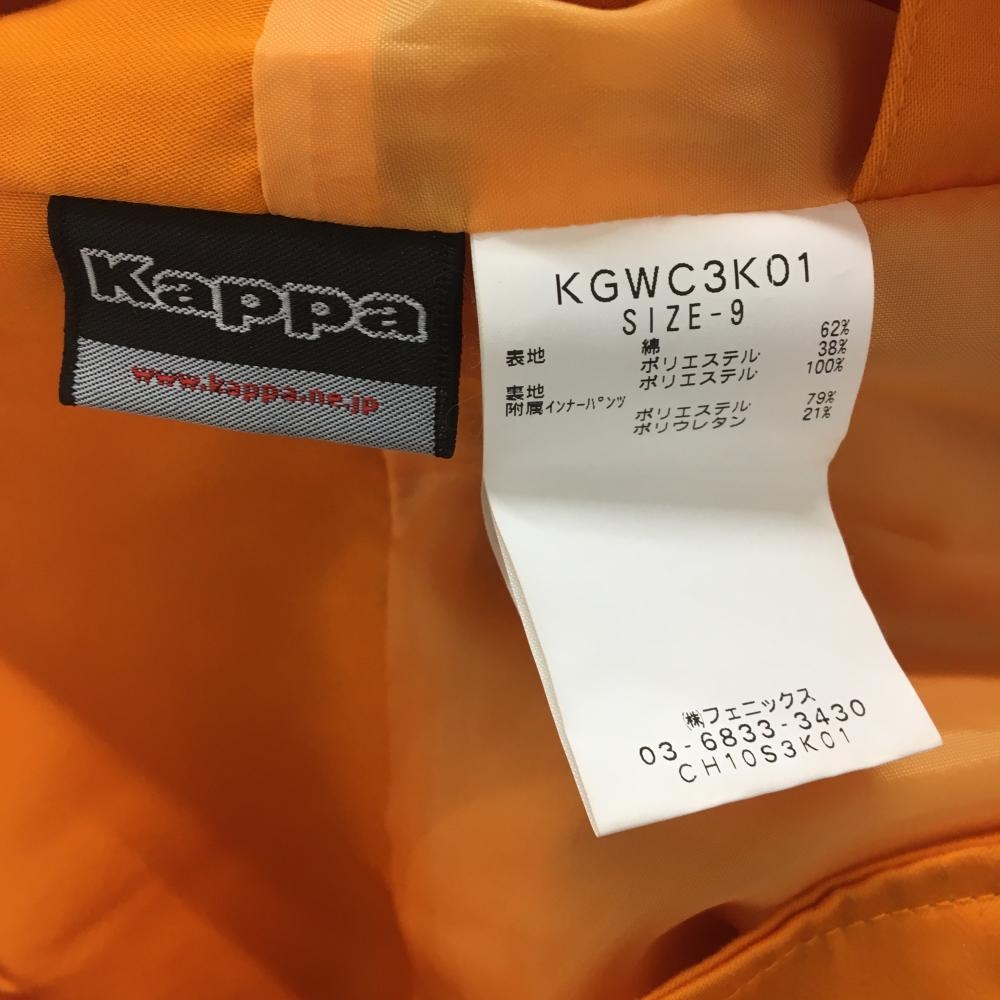 Kappa
www.kappa.ne.jp
KGWC3K01
SIZE-9
表地 綿 62%
ポリエステル 38%
裏地 ポリエステル 100%
附属インナーパンツ
ポリエステル 79%
ポリウレタン 21%
㈱フェニックス
03-6833-3430
CH10S3K01